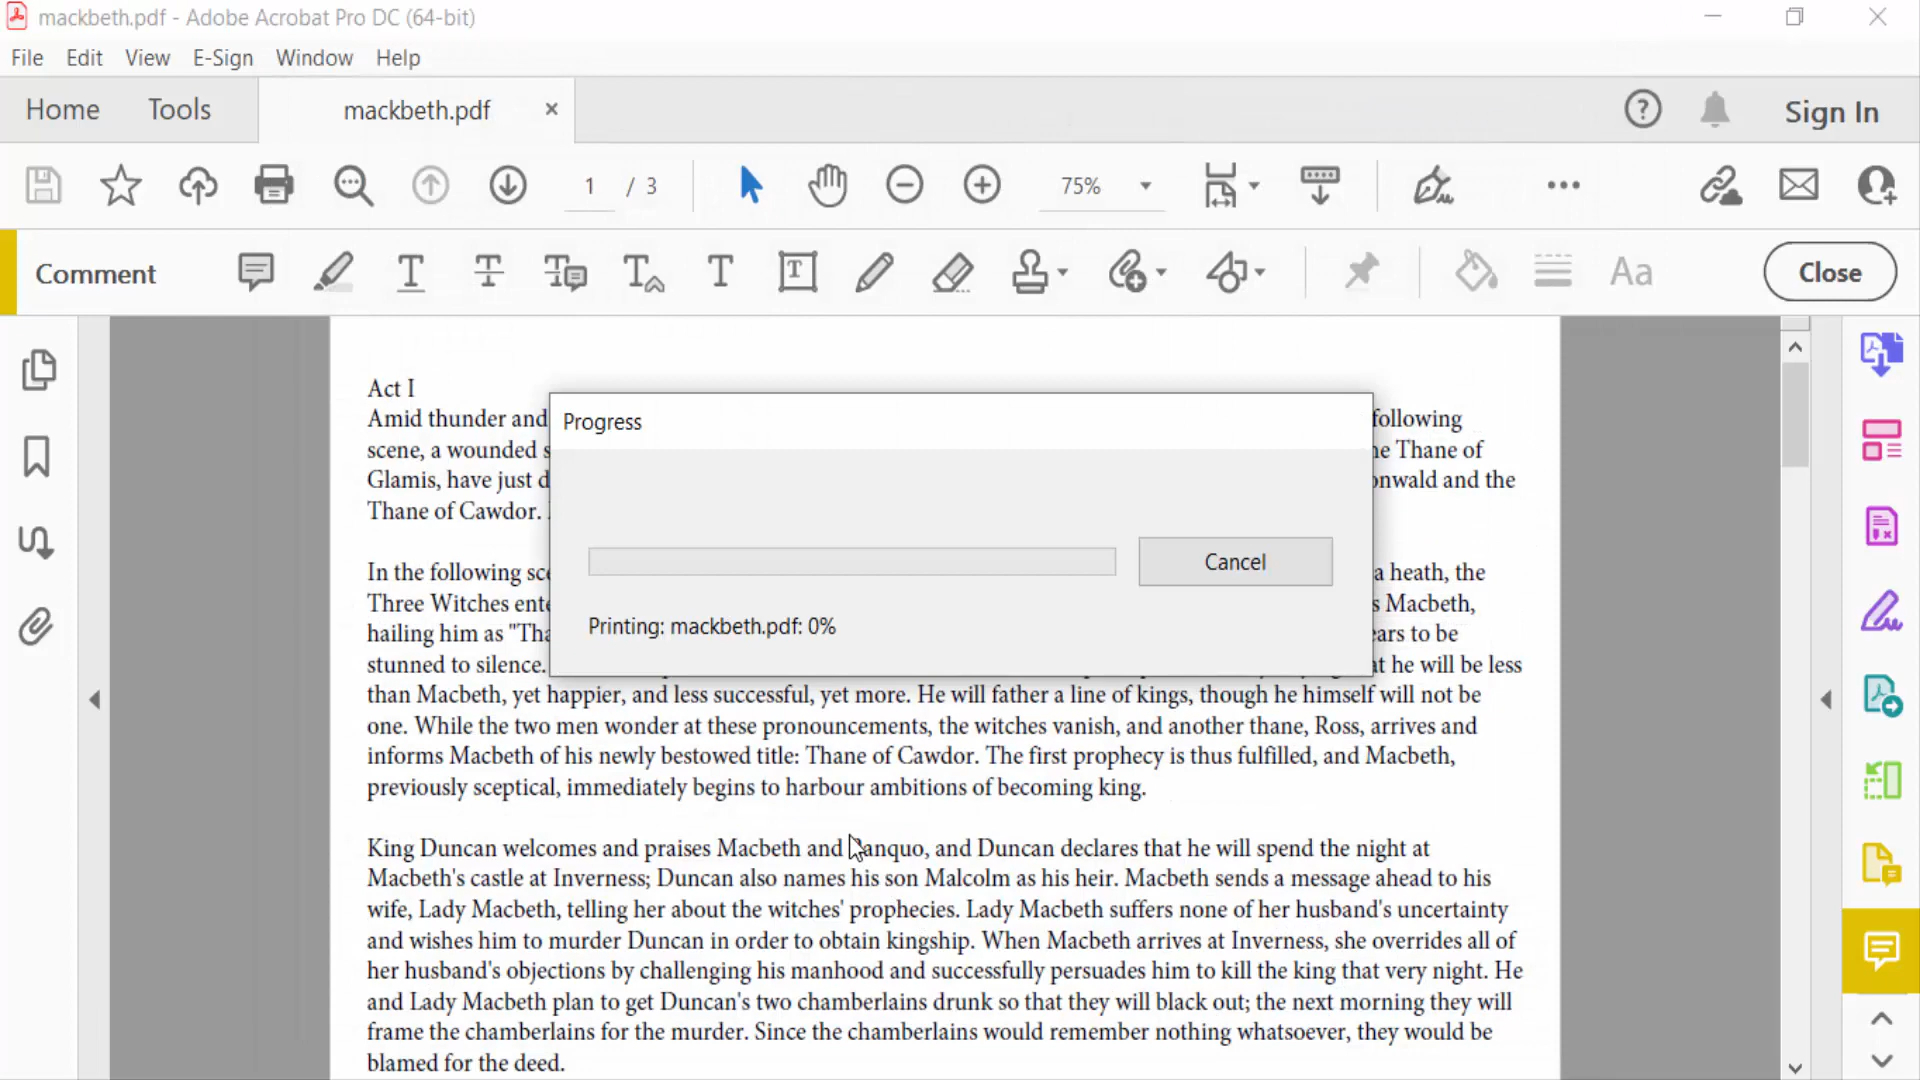 mackbeth.pdf - Adobe Acrobat Pro DC (64-bit)
File Edit View E-Sign Window Help
Home Tools mackbeth.pdf × Sign In
1 / 3 75%
Comment Close
Act I
Amid thunder and following
scene, a wounded s he Thane of
Glamis, have just d onwald and the
Thane of Cawdor.
Progress
Cancel
Printing: mackbeth.pdf: 0%
In the following sce a heath, the
Three Witches ente s Macbeth,
hailing him as "Tha ears to be
stunned to silence. at he will be less
than Macbeth, yet happier, and less successful, yet more. He will father a line of kings, though he himself will not be
one. While the two men wonder at these pronouncements, the witches vanish, and another thane, Ross, arrives and
informs Macbeth of his newly bestowed title: Thane of Cawdor. The first prophecy is thus fulfilled, and Macbeth,
previously sceptical, immediately begins to harbour ambitions of becoming king.
King Duncan welcomes and praises Macbeth and Banquo, and Duncan declares that he will spend the night at
Macbeth's castle at Inverness; Duncan also names his son Malcolm as his heir. Macbeth sends a message ahead to his
wife, Lady Macbeth, telling her about the witches' prophecies. Lady Macbeth suffers none of her husband's uncertainty
and wishes him to murder Duncan in order to obtain kingship. When Macbeth arrives at Inverness, she overrides all of
her husband's objections by challenging his manhood and successfully persuades him to kill the king that very night. He
and Lady Macbeth plan to get Duncan's two chamberlains drunk so that they will black out; the next morning they will
frame the chamberlains for the murder. Since the chamberlains would remember nothing whatsoever, they would be
blamed for the deed.